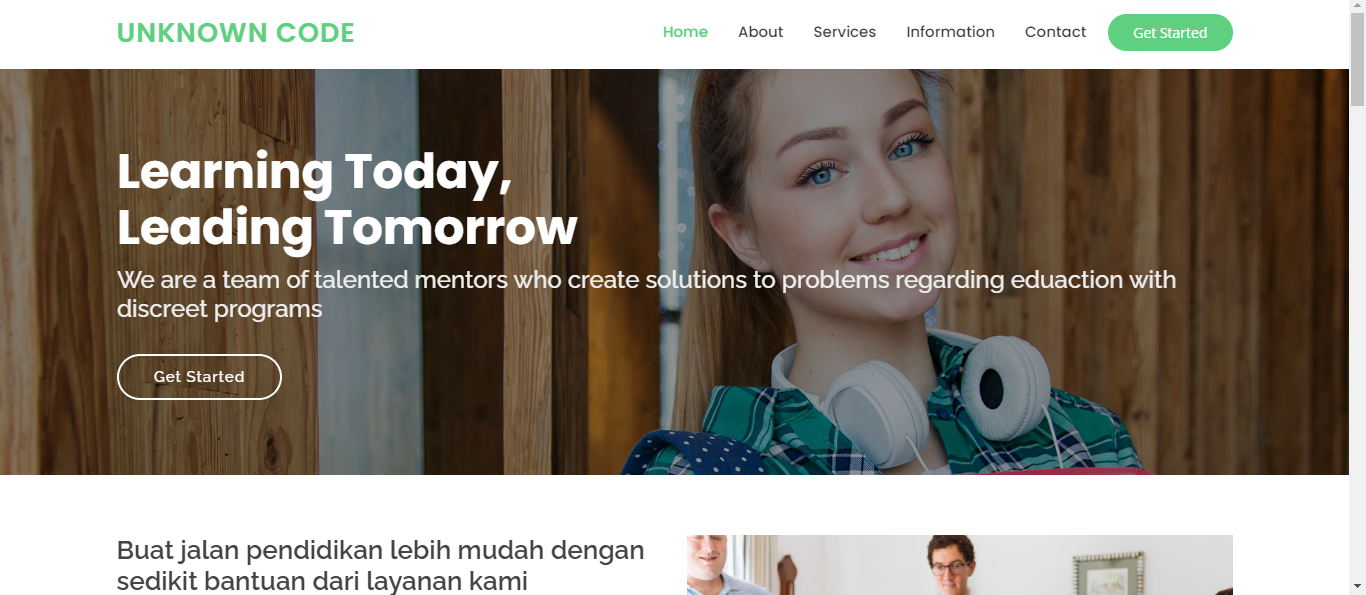 UNKNOWN CODE
Home About Services Information Contact Get Started
Learning Today,
Leading Tomorrow
We are a team of talented mentors who create solutions to problems regarding eduaction with
discreet programs
Get Started
Buat jalan pendidikan lebih mudah dengan
sedikit bantuan dari layanan kami